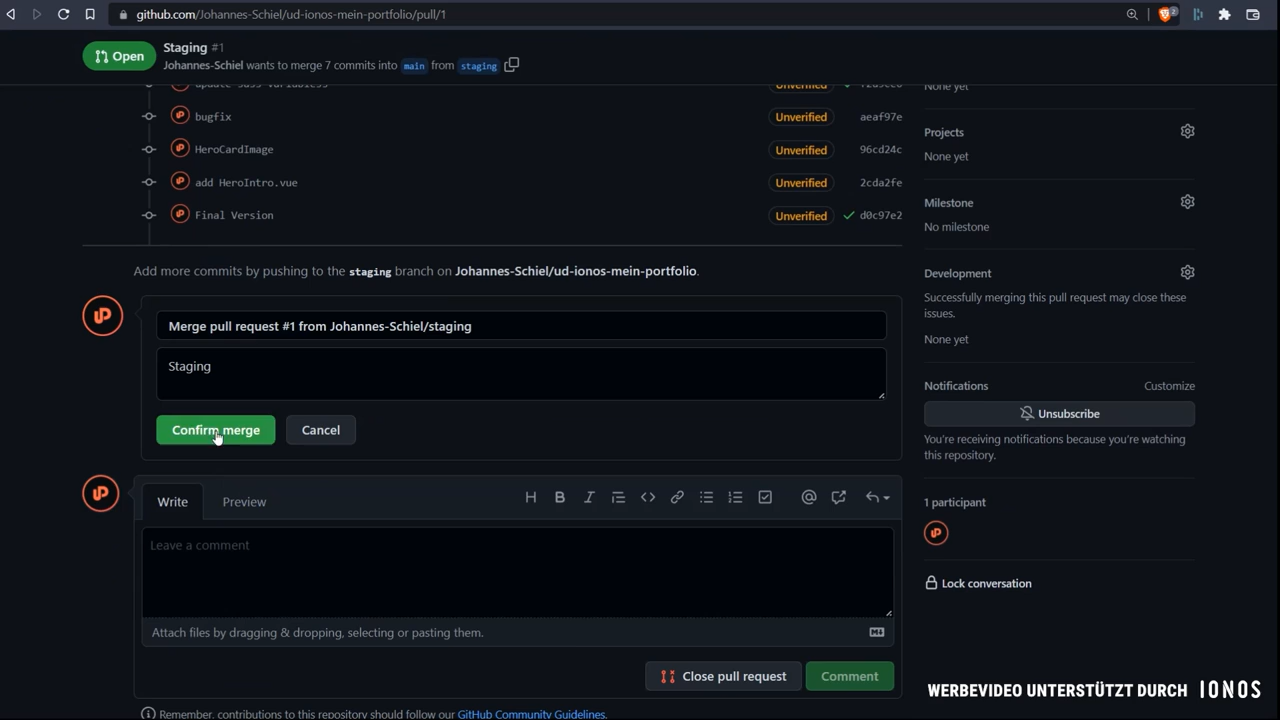 github.com/Johannes-Schiel/ud-ionos-mein-portfolio/pull/1
2
Open
Staging #1
Johannes-Schiel wants to merge 7 commits into main from staging
None yet
bugfix
Unverified
aeaf97e
HeroCardImage
Unverified
96cd24c
add HeroIntro.vue
Unverified
2cda2fe
Final Version
Unverified
d0c97e2
Add more commits by pushing to the staging branch on Johannes-Schiel/ud-ionos-mein-portfolio.
Merge pull request #1 from Johannes-Schiel/staging
Staging
Confirm merge
Cancel
Write
Preview
Leave a comment
Attach files by dragging & dropping, selecting or pasting them.
Close pull request
Comment
Remember, contributions to this repository should follow our GitHub Community Guidelines.
Projects
None yet
Milestone
No milestone
Development
Successfully merging this pull request may close these
issues.
None yet
Notifications
Customize
Unsubscribe
You're receiving notifications because you're watching
this repository.
1 participant
Lock conversation
WERBEVIDEO UNTERSTÜTZT DURCH IONOS